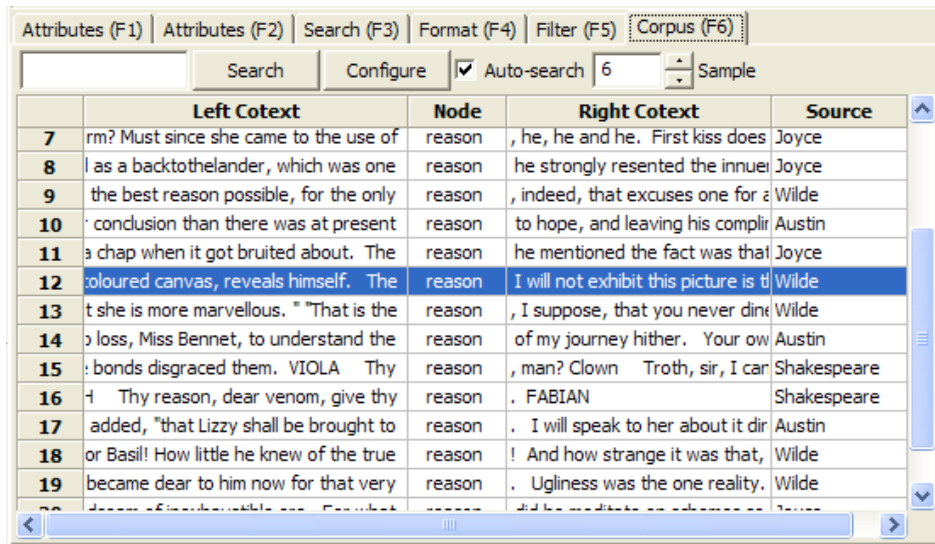 Attributes (F1) Attributes (F2) Search (F3) Format (F4) Filter (F5) Corpus (F6)
Search Configure Auto-search 6 Sample
Left Cotext Node Right Cotext Source
7 rm? Must since she came to the use of reason , he, he and he. First kiss does Joyce
8 l as a backtothelander, which was one reason he strongly resented the innue Joyce
9 the best reason possible, for the only reason , indeed, that excuses one for a Wilde
10 conclusion than there was at present reason to hope, and leaving his complim Austin
11 a chap when it got bruited about. The reason he mentioned the fact was that Joyce
12 coloured canvas, reveals himself. The reason I will not exhibit this picture is th Wilde
13 t she is more marvellous. " "That is the reason , I suppose, that you never dine Wilde
14 loss, Miss Bennet, to understand the reason of my journey hither. Your ow Austin
15 bonds disgraced them. VIOLA Thy reason , man? Clown Troth, sir, I can Shakespeare
16 H Thy reason, dear venom, give thy reason . FABIAN Shakespeare
17 added, "that Lizzy shall be brought to reason . I will speak to her about it dir Austin
18 or Basil! How little he knew of the true reason ! And how strange it was that, Wilde
19 became dear to him now for that very reason . Ugliness was the one reality. Wilde